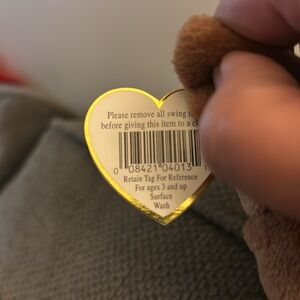 Please remove all swing
before giving this item to a
0 08421 04013 1
Retain Tag For Reference
For ages 3 and up
Surface
Wash